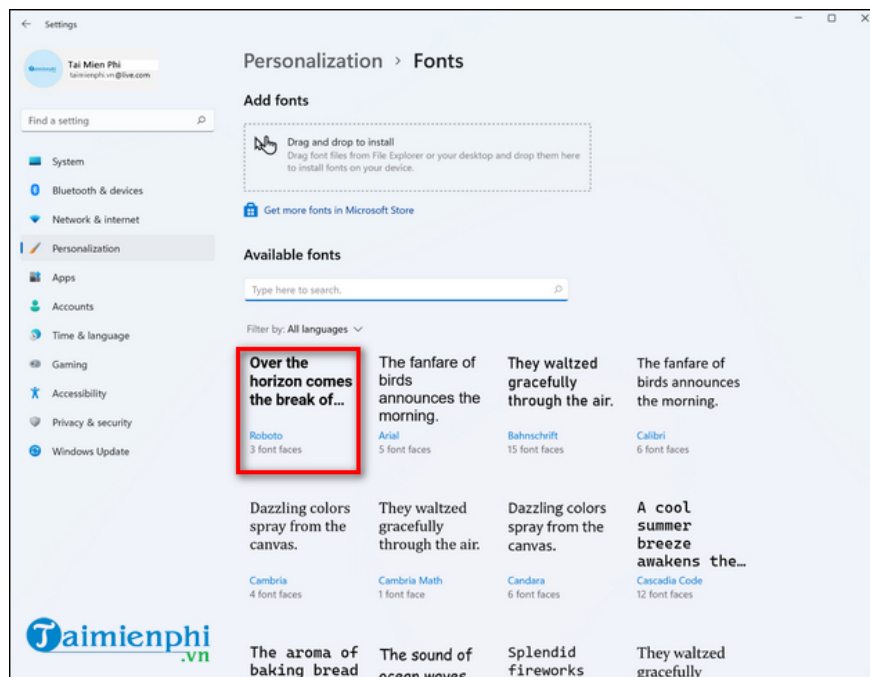 Settings
Tai Mien Phi
taimienphi.vn@live.com
Find a setting
System
Bluetooth & devices
Network & internet
Personalization
Apps
Accounts
Time & language
Gaming
Accessibility
Privacy & security
Windows Update
Personalization > Fonts
Add fonts
Drag and drop to install
Drag font files from File Explorer or your desktop and drop them here
to install fonts on your device.
Get more fonts in Microsoft Store
Available fonts
Type here to search.
Filter by: All languages
Over the
horizon comes
the break of...
Roboto
3 font faces
The fanfare of
birds
announces the
morning.
Arial
5 font faces
They waltzed
gracefully
through the air.
Bahnschrift
15 font faces
The fanfare of
birds announces
the morning.
Calibri
6 font faces
Dazzling colors
spray from the
canvas.
Cambria
4 font faces
They waltzed
gracefully
through the air.
Cambria Math
1 font face
Dazzling colors
spray from the
canvas.
Candara
6 font faces
A cool
summer
breeze
awakens the...
Cascadia Code
12 font faces
The aroma of
baking bread
The sound of
ocean waves
Splendid
fireworks
They waltzed
gracefully
Taimienphi
.vn